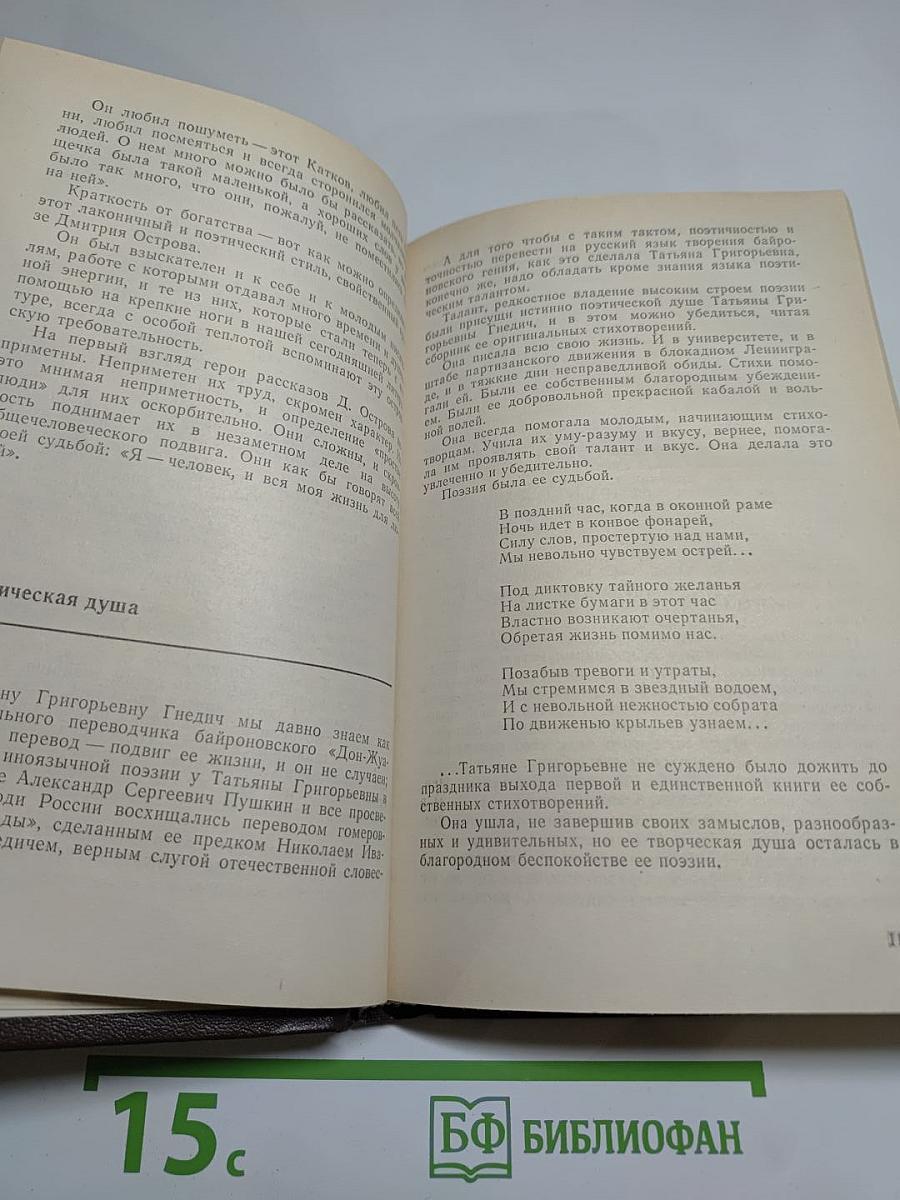 Он любил пошуметь — этот Катков, любил
ни, любил посмеяться и всегда сторонился
людей. О нем много можно было бы рассказать
щечка была такой маленькой, а хороших слов у
было так много, что они, пожалуй, не поместились
на ней».
Краткость от богатства — вот как можно
этот лаконичный и поэтический стиль, свойственный
зе Дмитрия Острова.
Он был взыскателен и к себе и к молодым
лям, работе с которыми отдавал много времени и
ной энергии, и те из них, которые стали теперь с
помощью на крепкие ноги в нашей сегодняшней
туре, всегда с особой теплотой вспоминают эту
скую требовательность.
На первый взгляд герои рассказов Д. Острова
приметны. Неприметен их труд, скромен характер.
это мнимая неприметность, и определение «простые
люди» для них оскорбительно. Они сложны, и
ость поднимает их в незаметном деле на
бщечеловеческого подвига. Они как бы говорят
оей судьбой: «Я — человек, и вся моя жизнь для
й».
ическая душа
ну Григорьевну Гнедич мы давно знаем как
льного переводчика байроновского «Дон-Жуа-
перевод — подвиг ее жизни, и он не случаен;
иноязычной поэзии у Татьяны Григорьевны в
е Александр Сергеевич Пушкин и все просве-
юди России восхищались переводом гомеров-
ды», сделанным ее предком Николаем Ива-
едичем, верным слугой отечественной словес-
А для того чтобы с таким тактом, поэтичностью и
точностью перевести на русский язык творения байро-
новского гения, как это сделала Татьяна Григорьевна,
конечно же, надо обладать кроме знания языка поэти-
ческим талантом.
Талант, редкостное владение высоким строем поэзии
были присущи истинно поэтической душе Татьяны Гри-
горьевны Гнедич, и в этом можно убедиться, читая
сборник ее оригинальных стихотворений.
Она писала всю свою жизнь. И в университете, и в
штабе партизанского движения в блокадном Ленингра-
де, и в тяжкие дни несправедливой обиды. Стихи помо-
гали ей. Были ее собственным благородным убеждени-
ем. Были ее добровольной прекрасной кабалой и воль-
ной волей.
Она всегда помогала молодым, начинающим стихо-
творцам. Учила их уму-разуму и вкусу, вернее, помога-
ла им проявлять свой талант и вкус. Она делала это
увлеченно и убедительно.
Поэзия была ее судьбой.
В поздний час, когда в оконной раме
Ночь идет в конвое фонарей,
Силу слов, простертую над нами,
Мы невольно чувствуем острей...
Под диктовку тайного желанья
На листке бумаги в этот час
Властно возникают очертанья,
Обретая жизнь помимо нас.
Позабыв тревоги и утраты,
Мы стремимся в звездный водоем,
И с невольной нежностью собрата
По движенью крыльев узнаем...
...Татьяне Григорьевне не суждено было дожить до
праздника выхода первой и единственной книги ее соб-
ственных стихотворений.
Она ушла, не завершив своих замыслов, разнообраз-
ных и удивительных, но ее творческая душа осталась в
благородном беспокойстве ее поэзии.
15 с
БФ БИБЛИОФАН